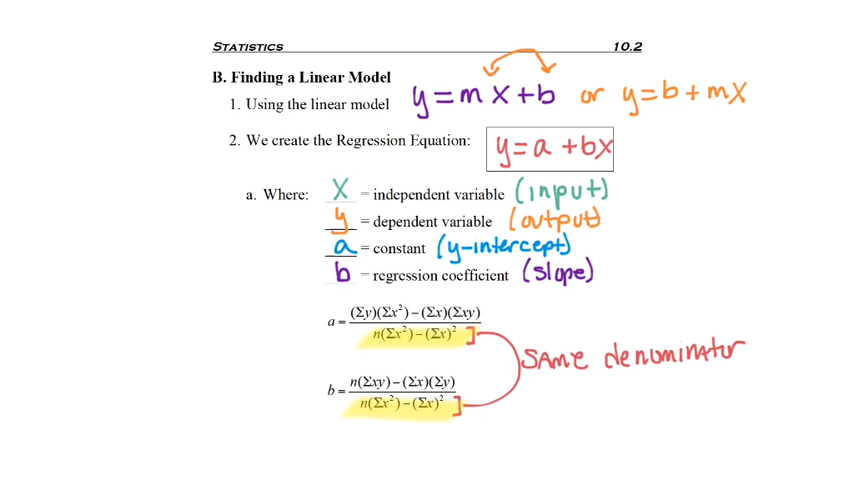 STATISTICS 10.2
B. Finding a Linear Model
1. Using the linear model y = mx + b or y = b + mx
2. We create the Regression Equation: y = a + bx
a. Where: x = independent variable (input)
y = dependent variable (output)
a = constant (y-intercept)
b = regression coefficient (slope)
a = (Σy)(Σx²) − (Σx)(Σxy) / n(Σx²) − (Σx)²
SAME denominator
b = n(Σxy) − (Σx)(Σy) / n(Σx²) − (Σx)²